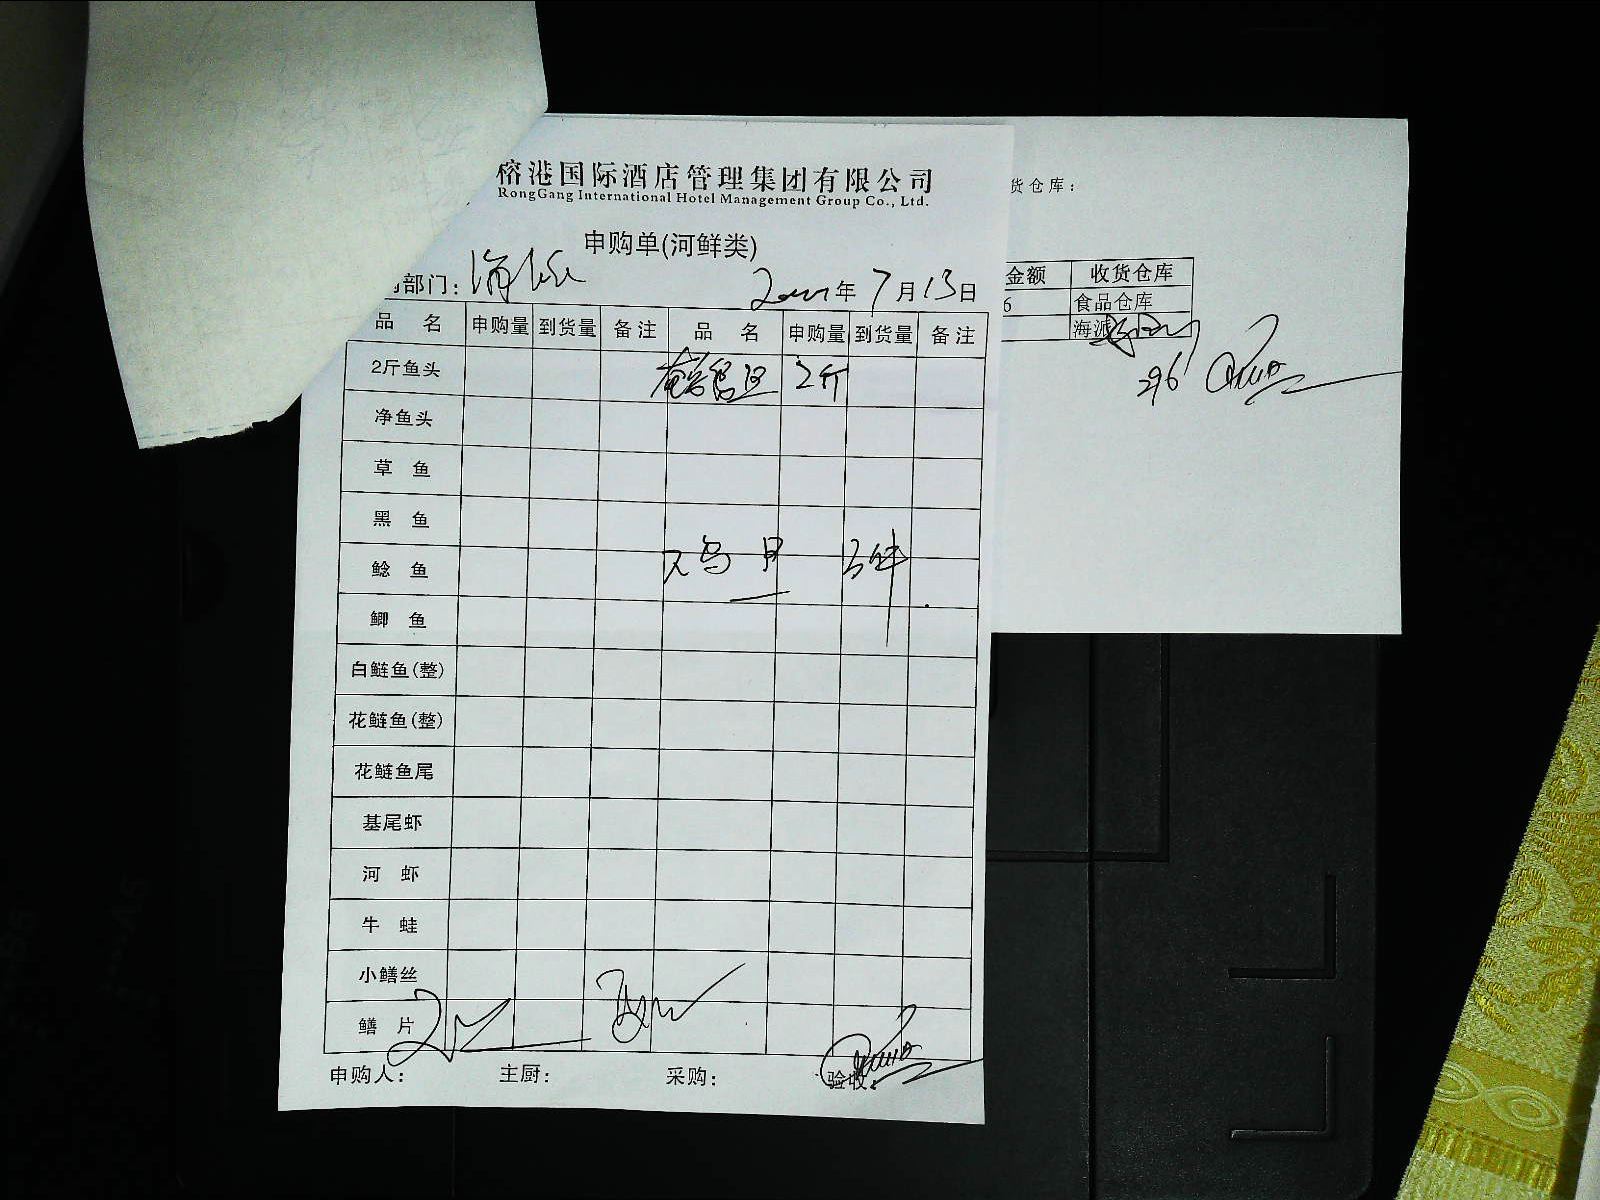 榕港国际酒店管理集团有限公司
RongGang International Hotel Management Group Co., Ltd.
申购单(河鲜类)
部门: 海派
年 7 月 13 日
品 名 申购量 到货量 备注 品 名 申购量 到货量 备注
2斤鱼头 2斤
净鱼头
草 鱼
黑 鱼
鲶 鱼
鲫 鱼
白鲢鱼(整)
花鲢鱼(整)
花鲢鱼尾
基尾虾
河 虾
牛 蛙
小鳝丝
鳝 片
申购人: 主厨: 采购: 验收:
货仓库:
金额 收货仓库
6 食品仓库
海派
296